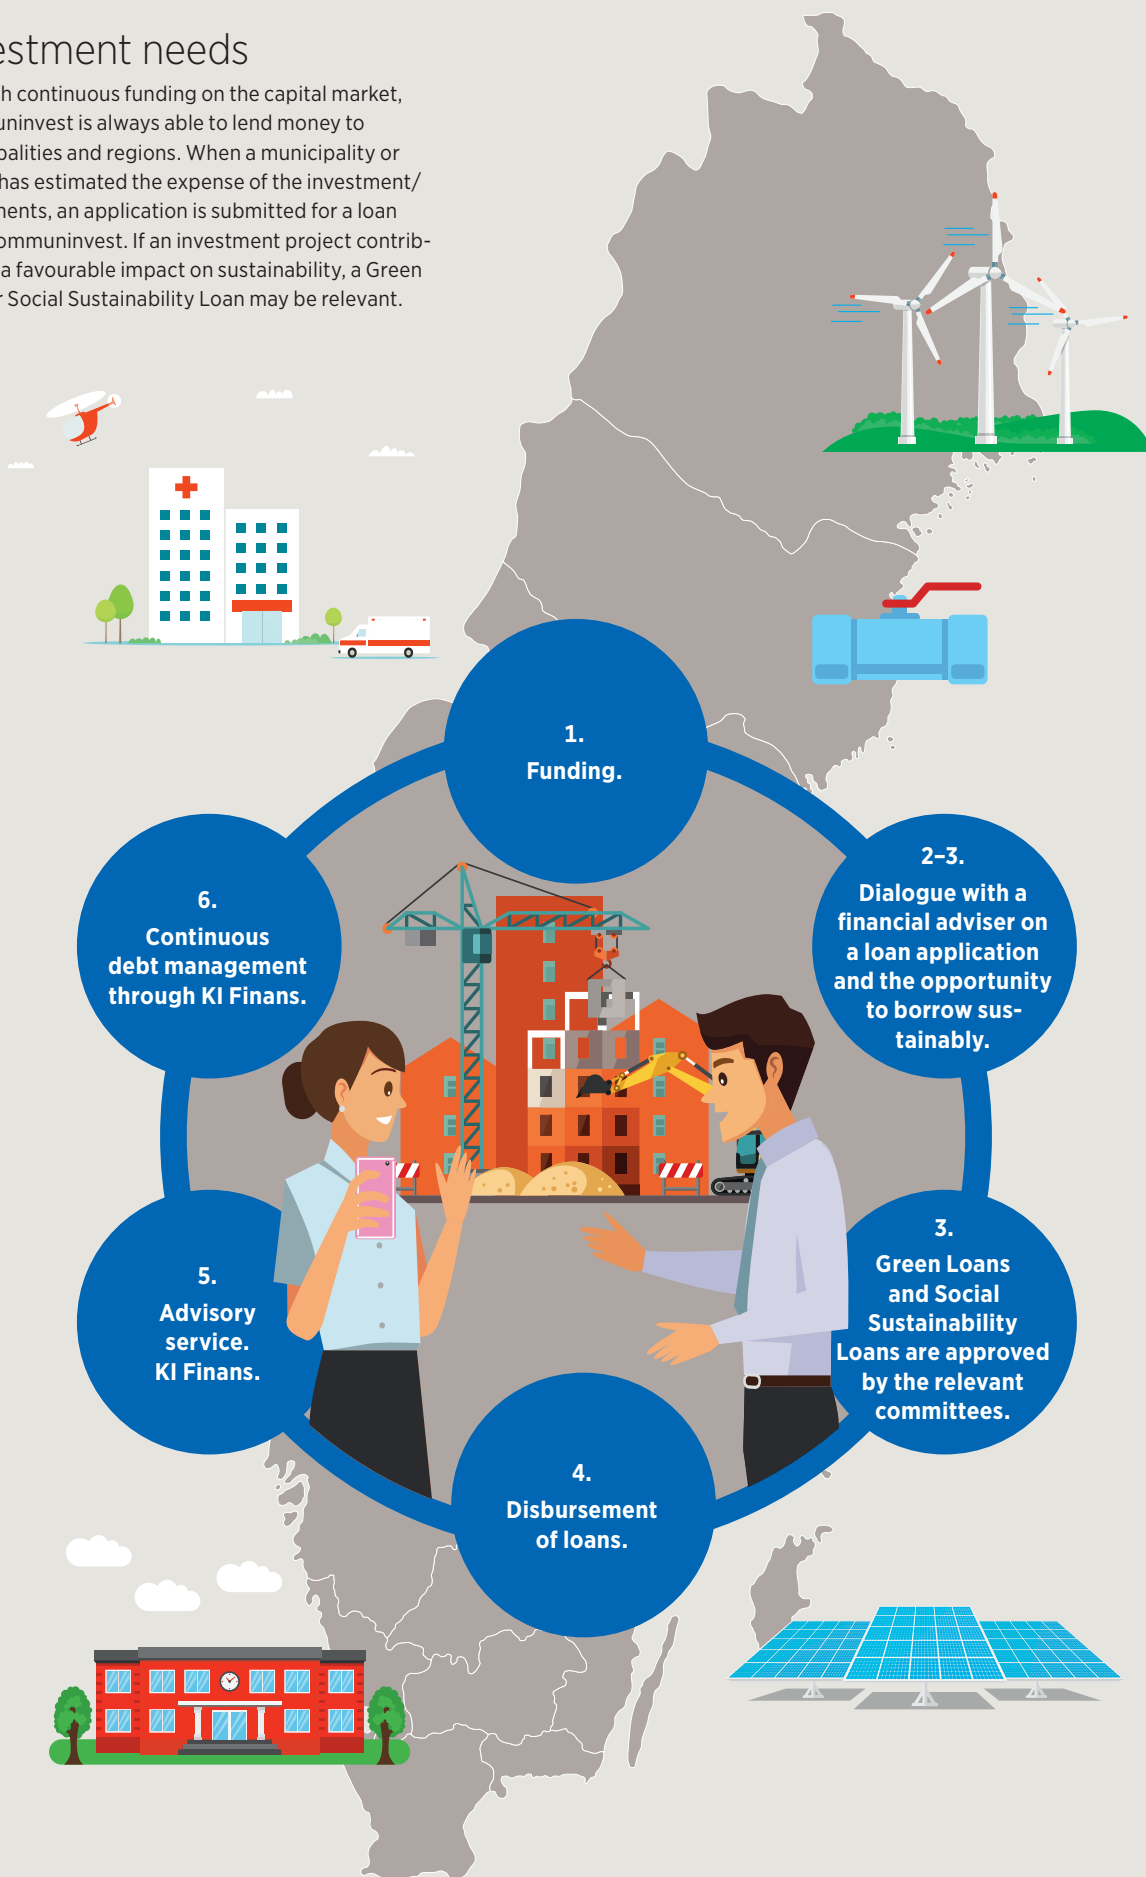 estment needs
h continuous funding on the capital market,
uninvest is always able to lend money to
palities and regions. When a municipality or
has estimated the expense of the investment/
ments, an application is submitted for a loan
ommuninvest. If an investment project contrib-
a favourable impact on sustainability, a Green
r Social Sustainability Loan may be relevant.
1.
Funding.
2–3.
Dialogue with a
financial adviser on
a loan application
and the opportunity
to borrow sus-
tainably.
3.
Green Loans
and Social
Sustainability
Loans are approved
by the relevant
committees.
4.
Disbursement
of loans.
5.
Advisory
service.
KI Finans.
6.
Continuous
debt management
through KI Finans.